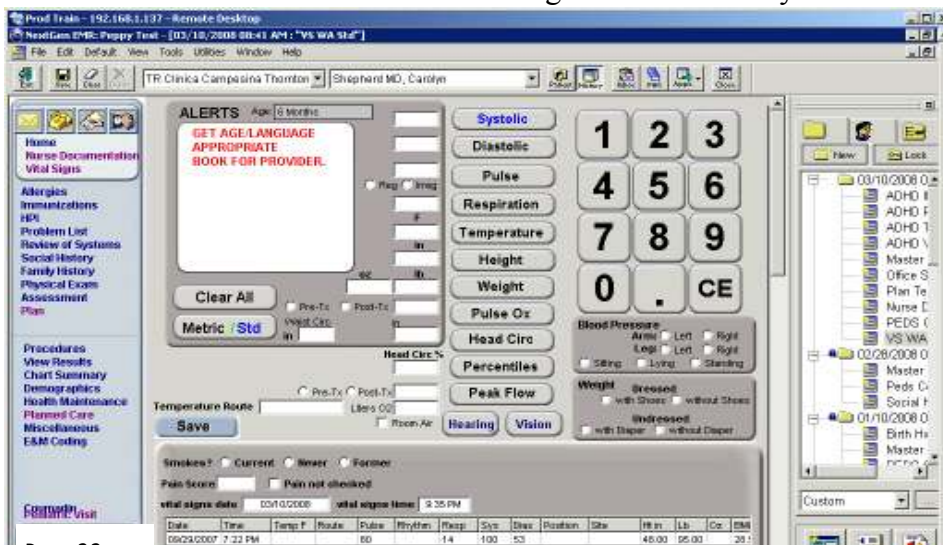 Prod Train - 192.168.1.137 - Remote Desktop
NextGen EMR: Peppy Test - [03/10/2008 08:41 AM : "VS WA Std"]
File Edit Default View Tools Utilities Window Help
TR Clinica Campesina Thornton
Shepherd MD, Carolyn
Home
Nurse Documentation
Vital Signs
Allergies
Immunizations
HPI
Problem List
Review of Systems
Social History
Family History
Physical Exam
Assessment
Plan
Procedures
View Results
Chart Summary
Demographics
Health Maintenance
Planned Care
Miscellaneous
E&M Coding
Visit
ALERTS Age: 6 Months
GET AGE/LANGUAGE
APPROPRIATE
BOOK FOR PROVIDER.
Reg Irreg
F
in
oz lb
Clear All
Pre-Tx Post-Tx
Metric / Std
Waist Circ
in
in
Head Circ %
Pre-Tx Post-Tx
Temperature Route
Liters O2
Save
Room Air
Systolic
Diastolic
Pulse
Respiration
Temperature
Height
Weight
Pulse Ox
Head Circ
Percentiles
Peak Flow
Hearing Vision
1 2 3
4 5 6
7 8 9
0 . CE
Blood Pressure
Arms Left Right
Legs Left Right
Sitting Lying Standing
Weight Dressed
with Shoes without Shoes
Undressed
with Diaper without Diaper
Smokes? Current Never Former
Pain Score Pain not checked
vital signs date 03/10/2008 vital signs time 9:35 PM
Date Time Temp F Route Pulse Rhythm Resp Sys Dias Position Site Ht in Lb Oz BMI
09/29/2007 7:22 PM 80 14 100 53 48.00 95.00
New Lock
03/10/2008 0
ADHD
ADHD
ADHD
ADHD
Master
Office S
Plan Te
Nurse D
PEDS
VS WA
02/28/2008 0
Master
Peds
Social
01/10/2008 0
Birth
Master
Custom